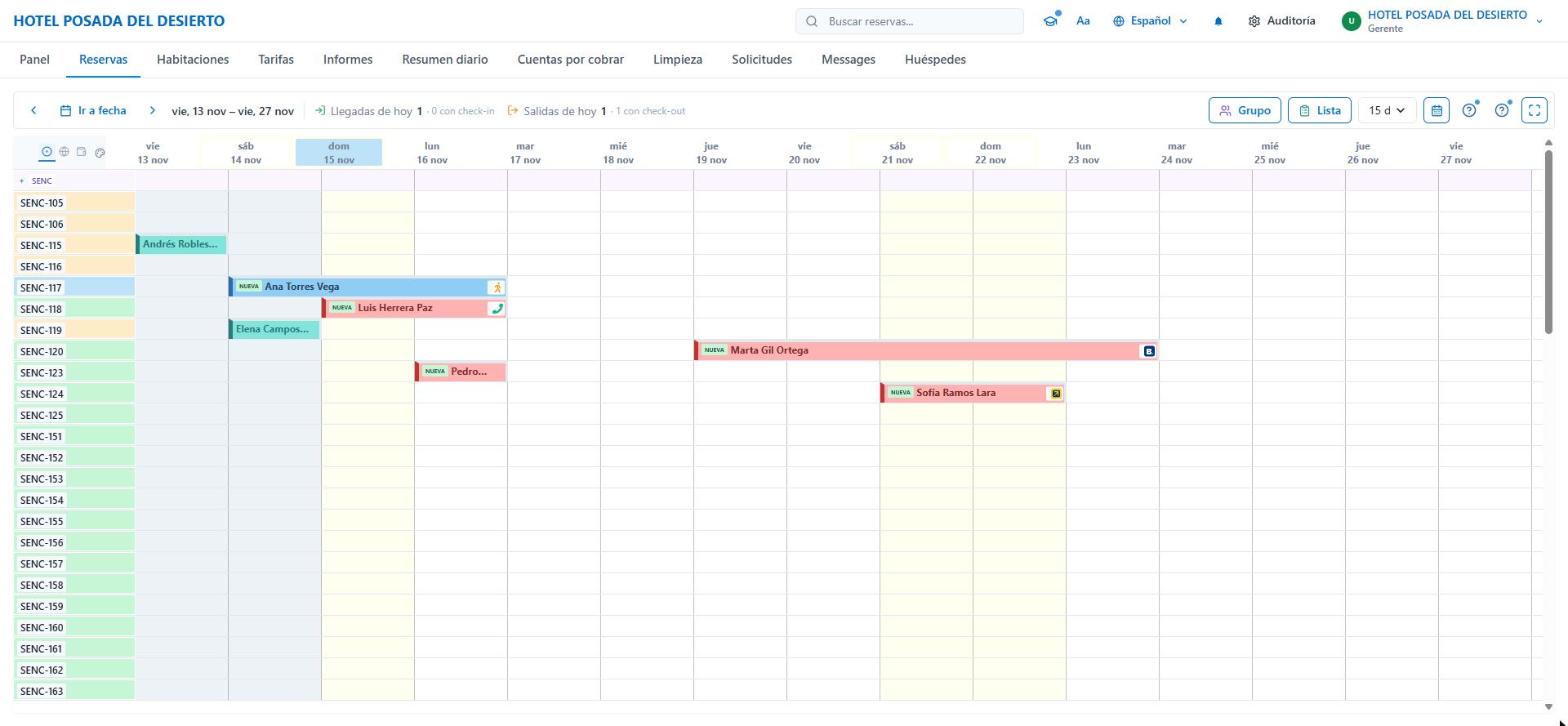 HOTEL POSADA DEL DESIERTO
Buscar reservas...
Aa
Español
Auditoría
U
HOTEL POSADA DEL DESIERTO
Gerente
Panel
Reservas
Habitaciones
Tarifas
Informes
Resumen diario
Cuentas por cobrar
Limpieza
Solicitudes
Messages
Huéspedes
Ir a fecha
vie, 13 nov – vie, 27 nov
Llegadas de hoy 1 · 0 con check-in
Salidas de hoy 1 · 1 con check-out
Grupo
Lista
15 d
vie 13 nov
sáb 14 nov
dom 15 nov
lun 16 nov
mar 17 nov
mié 18 nov
jue 19 nov
vie 20 nov
sáb 21 nov
dom 22 nov
lun 23 nov
mar 24 nov
mié 25 nov
jue 26 nov
vie 27 nov
+ SENC
SENC-105
SENC-106
SENC-115 Andrés Robles...
SENC-116
SENC-117 NUEVA Ana Torres Vega
SENC-118 NUEVA Luis Herrera Paz
SENC-119 Elena Campos...
SENC-120 NUEVA Marta Gil Ortega B
SENC-123 NUEVA Pedro...
SENC-124 NUEVA Sofía Ramos Lara
SENC-125
SENC-151
SENC-152
SENC-153
SENC-154
SENC-155
SENC-156
SENC-157
SENC-158
SENC-159
SENC-160
SENC-161
SENC-162
SENC-163